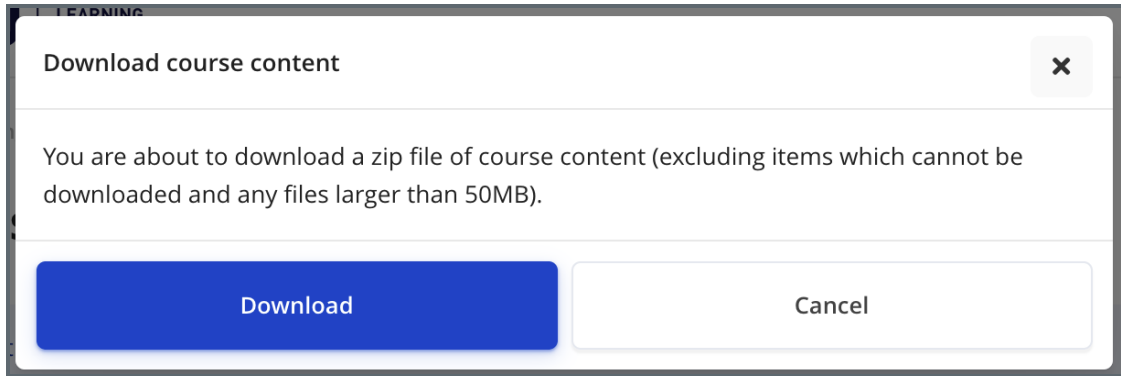 LEARNING
Download course content
You are about to download a zip file of course content (excluding items which cannot be
downloaded and any files larger than 50MB).
Download
Cancel